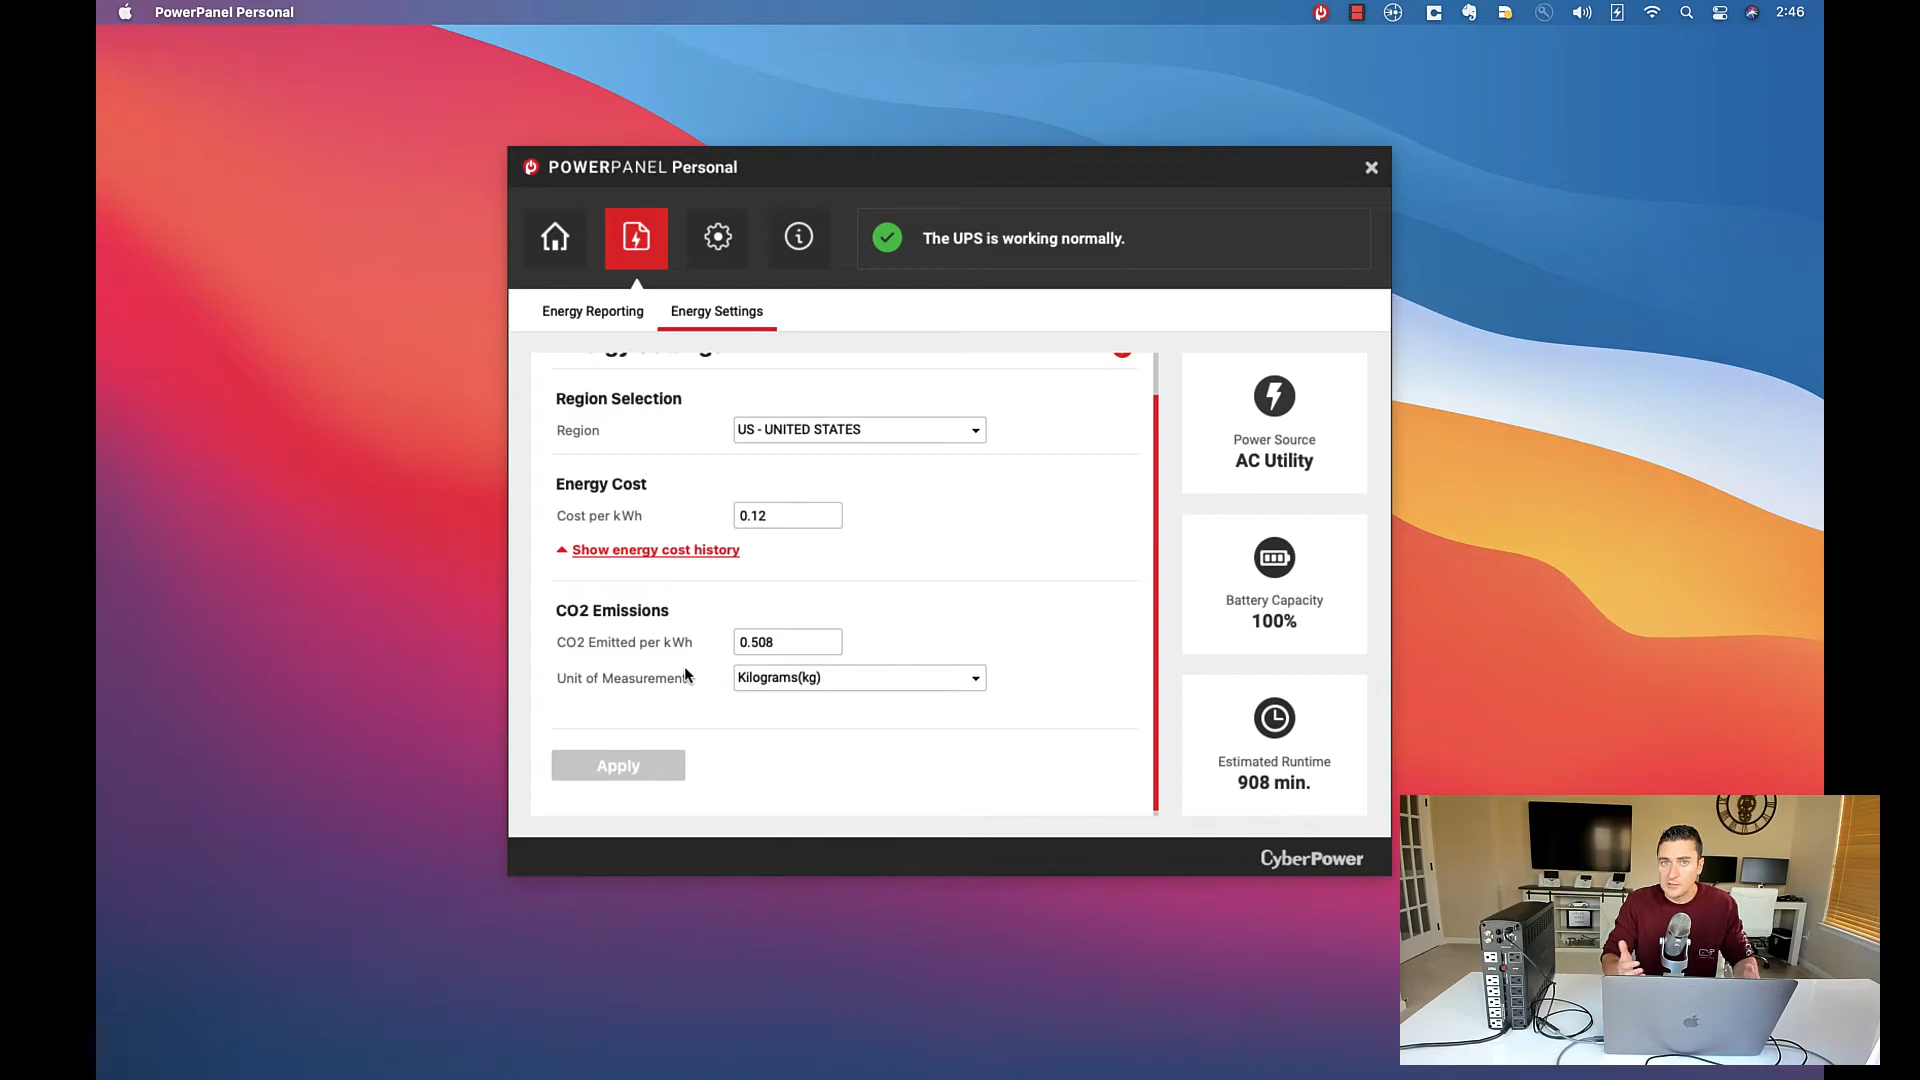 PowerPanel Personal
2:46
POWERPANEL Personal
The UPS is working normally.
Energy Reporting
Energy Settings
Region Selection
Region
US - UNITED STATES
Energy Cost
Cost per kWh
0.12
Show energy cost history
CO2 Emissions
CO2 Emitted per kWh
0.508
Unit of Measurement
Kilograms(kg)
Apply
Power Source
AC Utility
Battery Capacity
100%
Estimated Runtime
908 min.
CyberPower